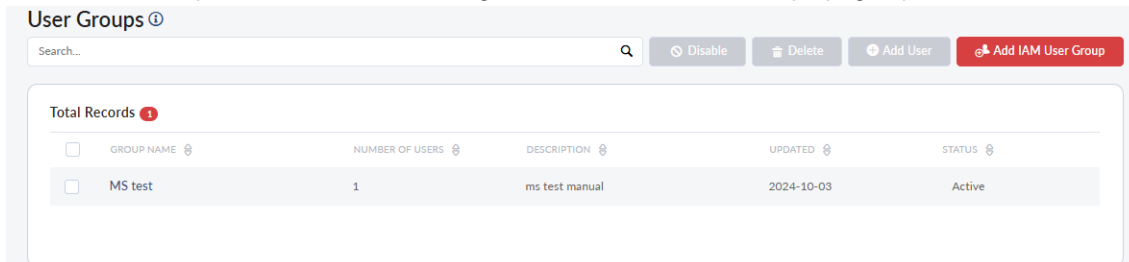 User Groups
Search... Disable Delete Add User Add IAM User Group
Total Records 1
GROUP NAME NUMBER OF USERS DESCRIPTION UPDATED STATUS
MS test 1 ms test manual 2024-10-03 Active